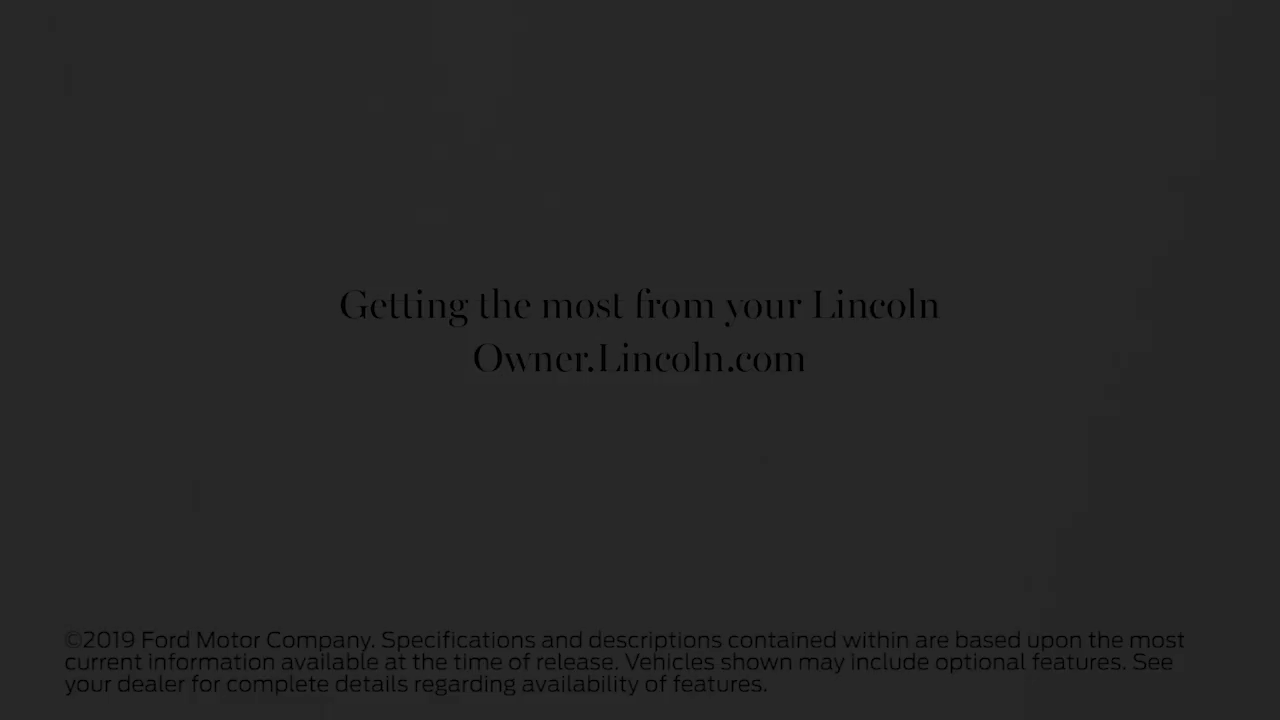 Getting the most from your Lincoln
Owner.Lincoln.com
©2019 Ford Motor Company. Specifications and descriptions contained within are based upon the most
current information available at the time of release. Vehicles shown may include optional features. See
your dealer for complete details regarding availability of features.